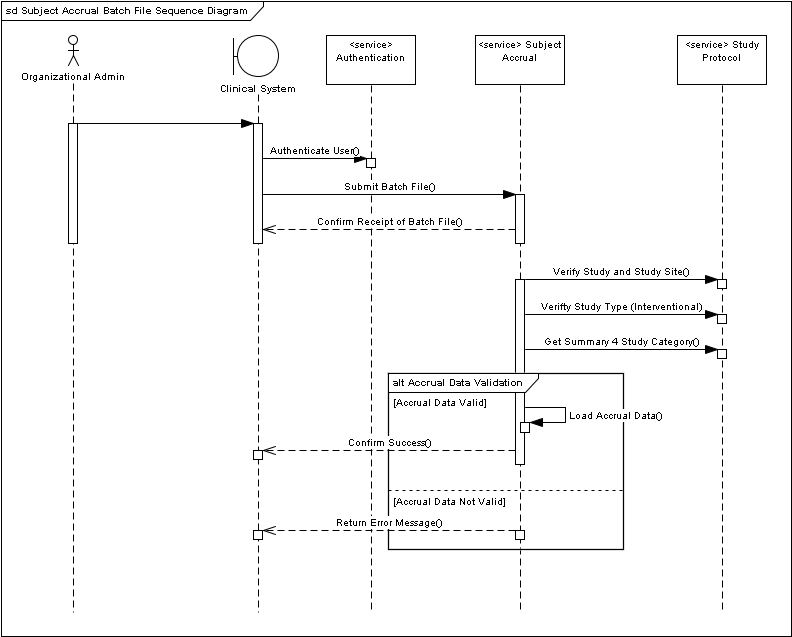 sd Subject Accrual Batch File Sequence Diagram
Organizational Admin
Clinical System
<service>
Authentication
<service> Subject
Accrual
<service> Study
Protocol
Authenticate User()
Submit Batch File()
Confirm Receipt of Batch File()
Verify Study and Study Site()
Verifty Study Type (Interventional)
Get Summary 4 Study Category()
alt Accrual Data Validation
[Accrual Data Valid]
Load Accrual Data()
Confirm Success()
[Accrual Data Not Valid]
Return Error Message()